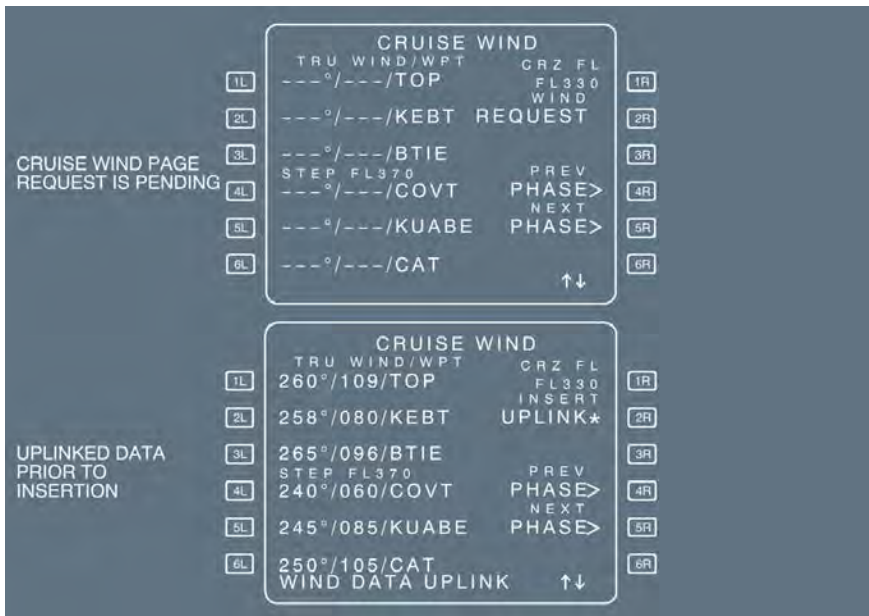 CRUISE WIND
TRU WIND/WPT CRZ FL
1L ---°/---/TOP FL330 1R
WIND
2L ---°/---/KEBT REQUEST 2R
3L ---°/---/BTIE 3R
CRUISE WIND PAGE
REQUEST IS PENDING
STEP FL370 PREV
4L ---°/---/COVT PHASE> 4R
NEXT
5L ---°/---/KUABE PHASE> 5R
6L ---°/---/CAT 6R
↑↓
CRUISE WIND
TRU WIND/WPT CRZ FL
1L 260°/109/TOP FL330 1R
INSERT
2L 258°/080/KEBT UPLINK* 2R
UPLINKED DATA
PRIOR TO
INSERTION
3L 265°/096/BTIE 3R
STEP FL370 PREV
4L 240°/060/COVT PHASE> 4R
NEXT
5L 245°/085/KUABE PHASE> 5R
6L 250°/105/CAT 6R
WIND DATA UPLINK ↑↓